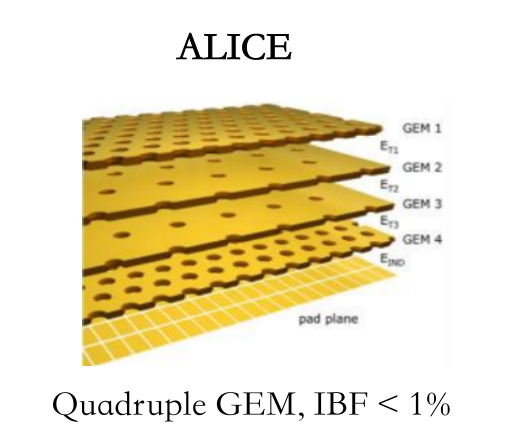 ALICE
GEM 1
E_T1
GEM 2
E_T2
GEM 3
E_T3
GEM 4
E_IND
pad plane
Quadruple GEM, IBF < 1%